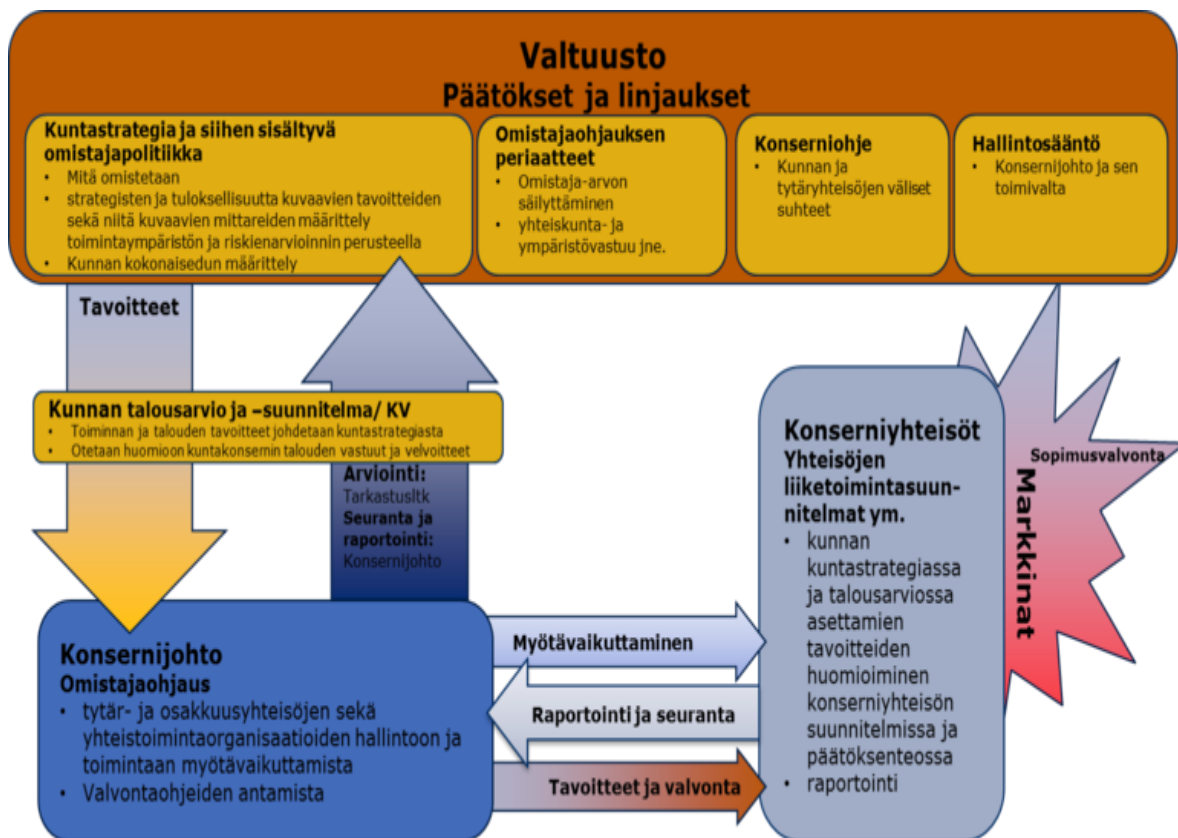 Valtuusto
Päätökset ja linjaukset
Kuntastrategia ja siihen sisältyvä
omistajapolitiikka
• Mitä omistetaan
• strategisten ja tuloksellisuutta kuvaavien tavoitteiden
sekä niitä kuvaavien mittareiden määrittely
toimintaympäristön ja riskienarvioinnin perusteella
• Kunnan kokonaisedun määrittely
Omistajaohjauksen
periaatteet
• Omistaja-arvon
säilyttäminen
• yhteiskunta- ja
ympäristövastuu jne.
Konserniohje
• Kunnan ja
tytäryhteisöjen väliset
suhteet
Hallintosääntö
• Konsernijohto ja sen
toimivalta
Tavoitteet
Kunnan talousarvio ja –suunnitelma/ KV
• Toiminnan ja talouden tavoitteet johdetaan kuntastrategiasta
• Otetaan huomioon kuntakonsernin talouden vastuut ja velvoitteet
Arviointi:
Tarkastusltk
Seuranta ja
raportointi:
Konsernijohto
Konsernijohto
Omistajaohjaus
• tytär- ja osakkuusyhteisöjen sekä
yhteistoimintaorganisaatioiden hallintoon ja
toimintaan myötävaikuttamista
• Valvontaohjeiden antamista
Myötävaikuttaminen
Raportointi ja seuranta
Tavoitteet ja valvonta
Konserniyhteisöt
Yhteisöjen
liiketoimintasuun-
nitelmat ym.
• kunnan
kuntastrategiassa
ja talousarviossa
asettamien
tavoitteiden
huomioiminen
konserniyhteisön
suunnitelmissa ja
päätöksenteossa
• raportointi
Sopimusvalvonta
Markkinat